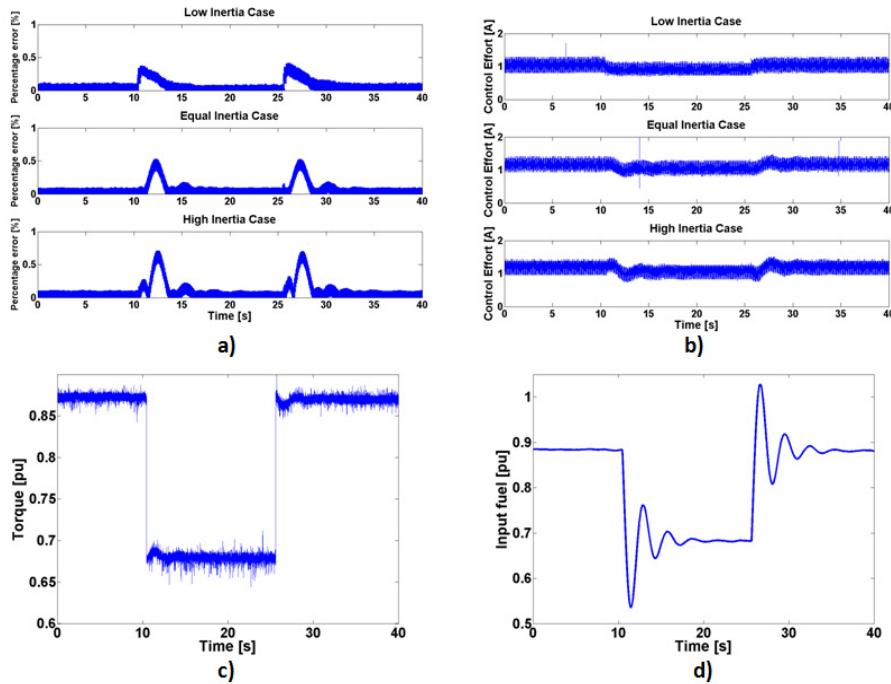 Low Inertia Case
Percentage error [%]
1
0.5
0
0 5 10 15 20 25 30 35 40
Equal Inertia Case
Percentage error [%]
1
0.5
0
0 5 10 15 20 25 30 35 40
High Inertia Case
Percentage error [%]
1
0.5
0
0 5 10 15 20 25 30 35 40
Time [s]
a)
Low Inertia Case
Control Effort [A]
2
1
0
0 5 10 15 20 25 30 35 40
Equal Inertia Case
Control Effort [A]
2
1
0
0 5 10 15 20 25 30 35 40
High Inertia Case
Control Effort [A]
2
1
0
0 5 10 15 20 25 30 35 40
Time [s]
b)
Torque [pu]
0.85
0.8
0.75
0.7
0.65
0.6
0 10 20 30 40
Time [s]
c)
Input fuel [pu]
1
0.9
0.8
0.7
0.6
0.5
0 10 20 30 40
Time [s]
d)